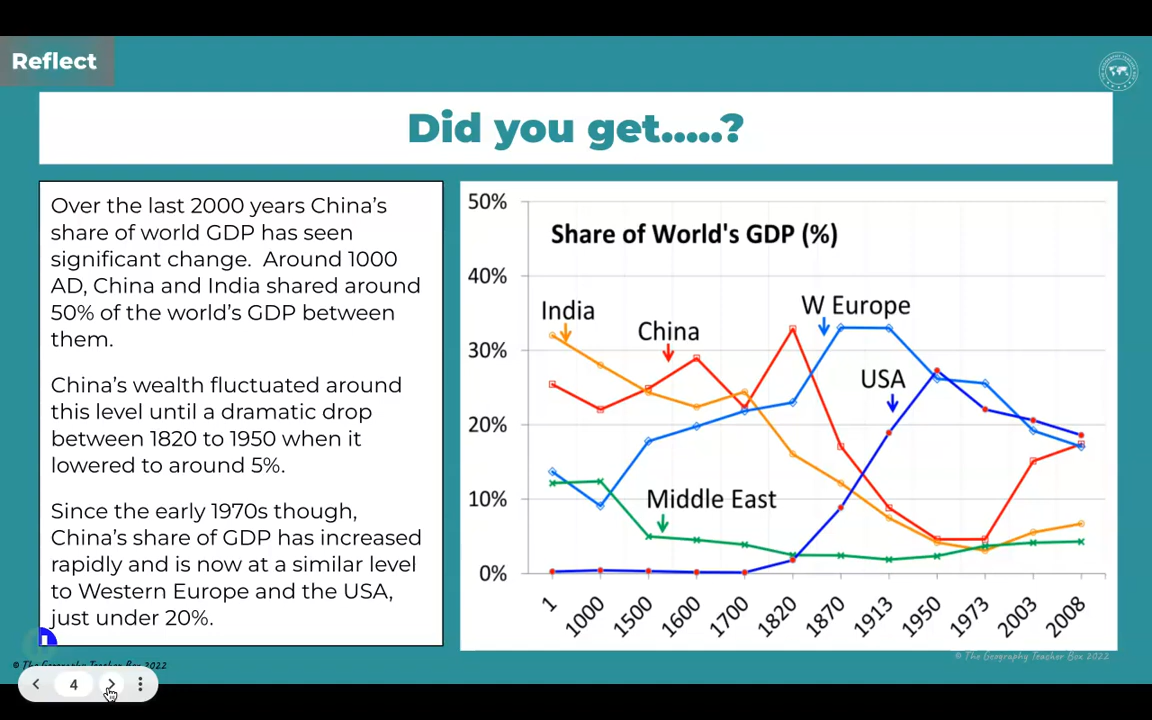 Reflect
Did you get.....?
Over the last 2000 years China's
share of world GDP has seen
significant change.  Around 1000
AD, China and India shared around
50% of the world's GDP between
them.
China's wealth fluctuated around
this level until a dramatic drop
between 1820 to 1950 when it
lowered to around 5%.
Since the early 1970s though,
China's share of GDP has increased
rapidly and is now at a similar level
to Western Europe and the USA,
just under 20%.
50%
Share of World's GDP (%)
40%
India
W Europe
China
30%
USA
20%
Middle East
10%
0%
1
1000
1500
1600
1700
1820
1870
1913
1950
1973
2003
2008
© The Geography Teacher Box 2022
© The Geography Teacher Box 2022
4